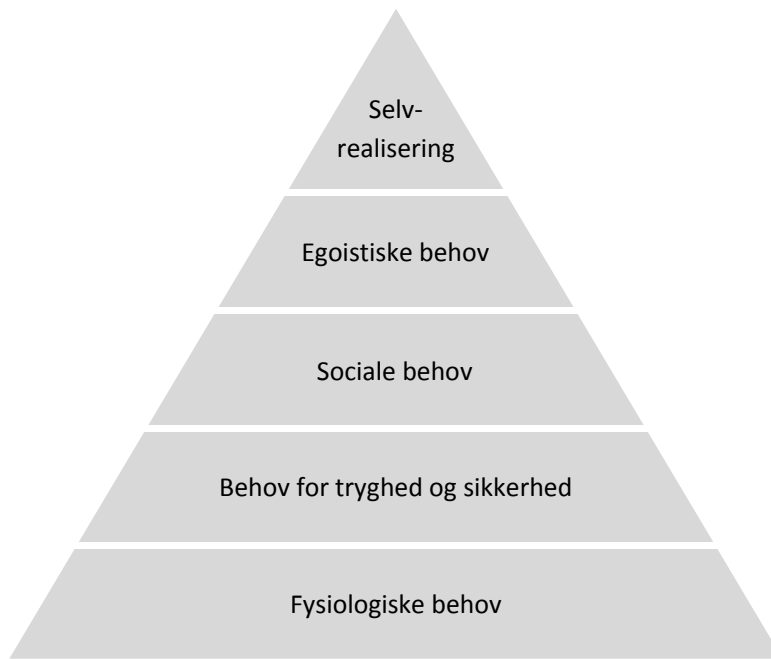 Selv-
realisering
Egoistiske behov
Sociale behov
Behov for tryghed og sikkerhed
Fysiologiske behov